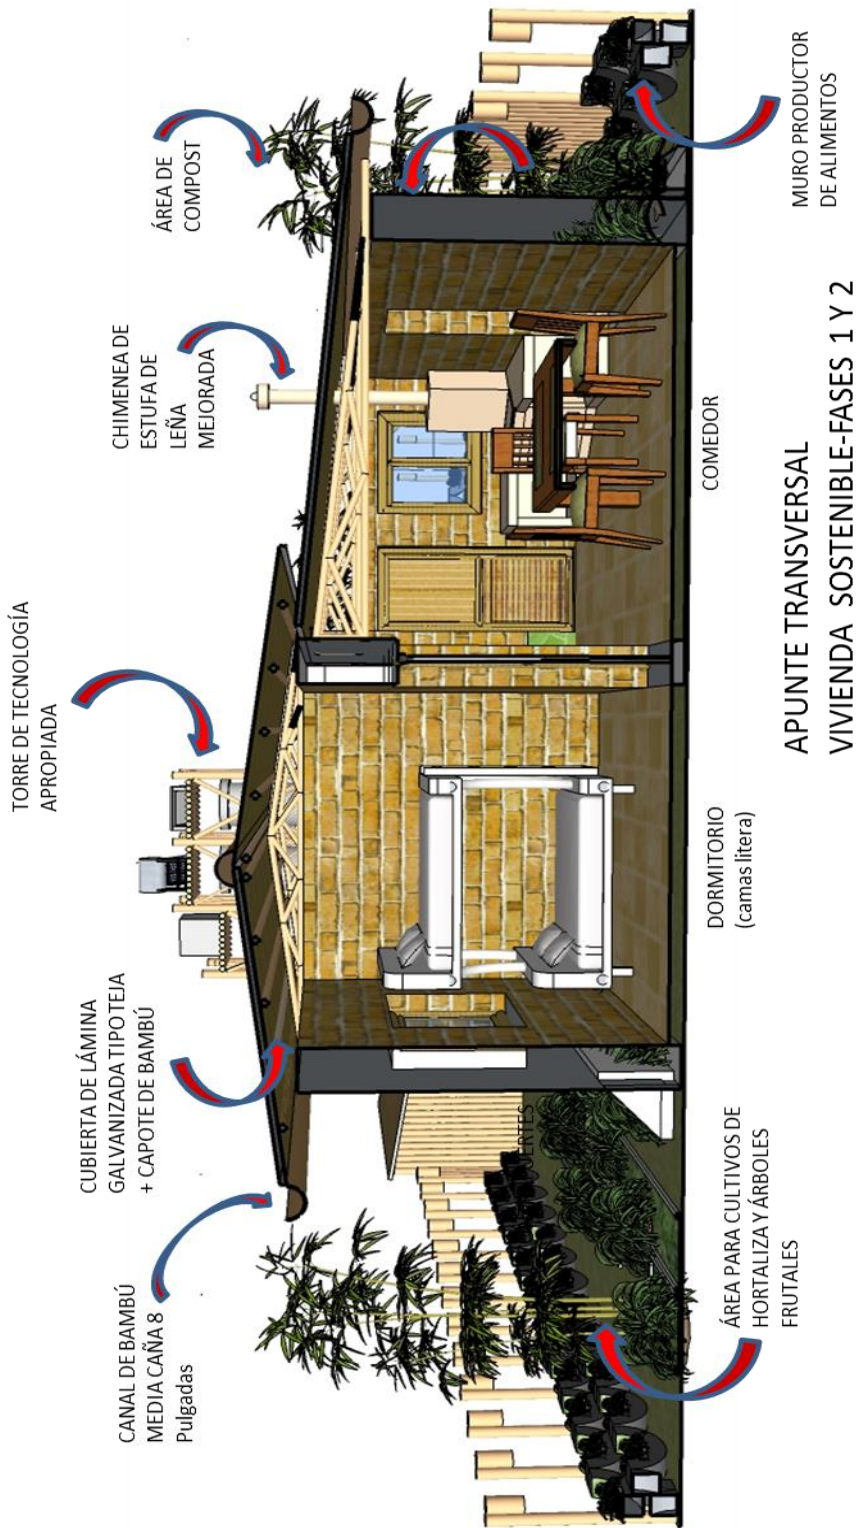 TORRE DE TECNOLOGÍA
APROPIADA
CANAL DE BAMBÚ
MEDIA CAÑA 8
Pulgadas
CUBIERTA DE LÁMINA
GALVANIZADA TIPO TEJA
+ CAPOTE DE BAMBÚ
CHIMENEA DE
ESTUFA DE
LEÑA
MEJORADA
ÁREA DE
COMPOST
ERTES
ÁREA PARA CULTIVOS DE
HORTALIZA Y ÁRBOLES
FRUTALES
DORMITORIO
(camas litera)
COMEDOR
MURO PRODUCTOR
DE ALIMENTOS
APUNTE TRANSVERSAL
VIVIENDA SOSTENIBLE-FASES 1 Y 2